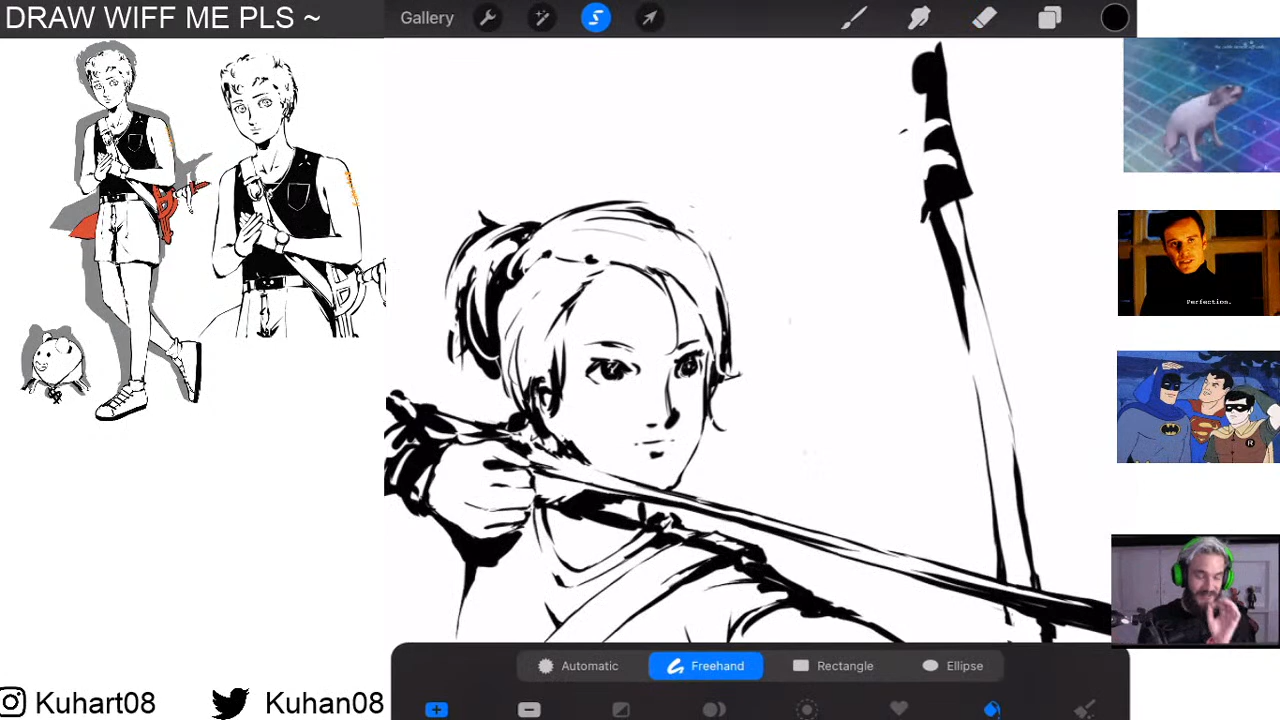 DRAW WIFF ME PLS ~
Gallery
Perfection.
Automatic
Freehand
Rectangle
Ellipse
Kuhart08
Kuhan08